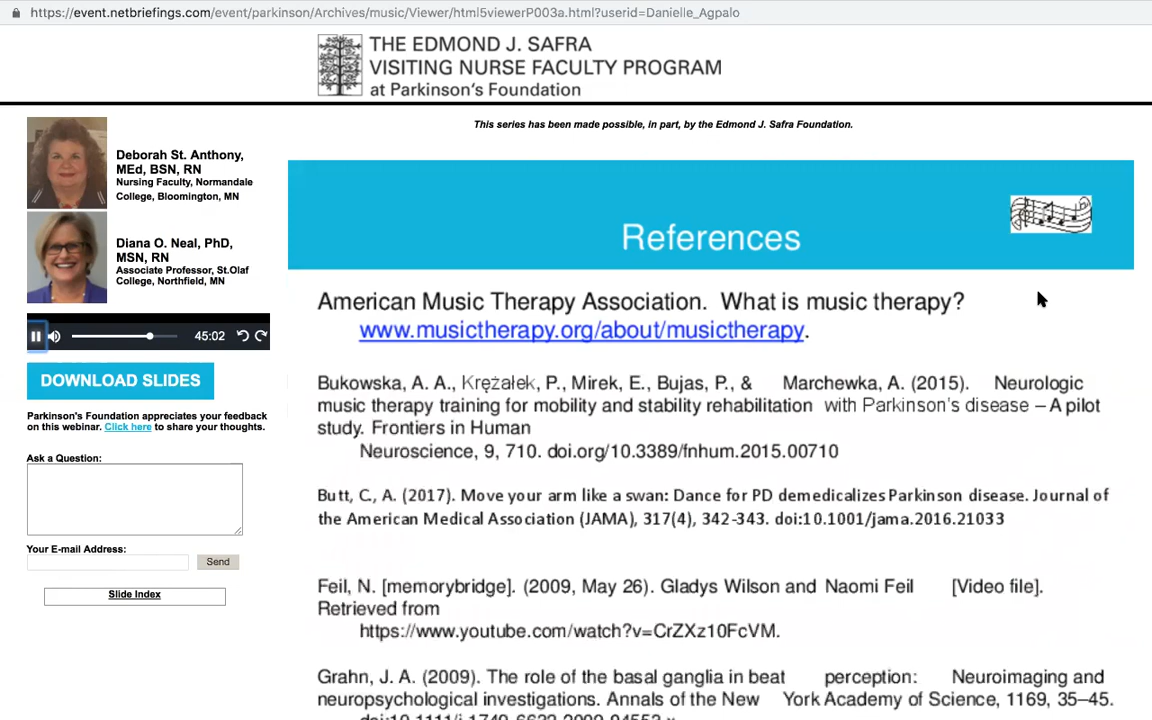 https://event.netbriefings.com/event/parkinson/Archives/music/Viewer/html5viewerP003a.html?userid=Danielle_Agpalo
THE EDMOND J. SAFRA
VISITING NURSE FACULTY PROGRAM
at Parkinson's Foundation
This series has been made possible, in part, by the Edmond J. Safra Foundation.
Deborah St. Anthony,
MEd, BSN, RN
Nursing Faculty, Normandale
College, Bloomington, MN
Diana O. Neal, PhD,
MSN, RN
Associate Professor, St.Olaf
College, Northfield, MN
45:02
DOWNLOAD SLIDES
Parkinson's Foundation appreciates your feedback
on this webinar. Click here to share your thoughts.
Ask a Question:
Your E-mail Address:
Send
Slide Index
References
American Music Therapy Association. What is music therapy?
www.musictherapy.org/about/musictherapy.
Bukowska, A. A., Krężałek, P., Mirek, E., Bujas, P., & Marchewka, A. (2015). Neurologic
music therapy training for mobility and stability rehabilitation with Parkinson's disease – A pilot
study. Frontiers in Human
Neuroscience, 9, 710. doi.org/10.3389/fnhum.2015.00710
Butt, C., A. (2017). Move your arm like a swan: Dance for PD demedicalizes Parkinson disease. Journal of
the American Medical Association (JAMA), 317(4), 342-343. doi:10.1001/jama.2016.21033
Feil, N. [memorybridge]. (2009, May 26). Gladys Wilson and Naomi Feil [Video file].
Retrieved from
https://www.youtube.com/watch?v=CrZXz10FcVM.
Grahn, J. A. (2009). The role of the basal ganglia in beat perception: Neuroimaging and
neuropsychological investigations. Annals of the New York Academy of Science, 1169, 35–45.